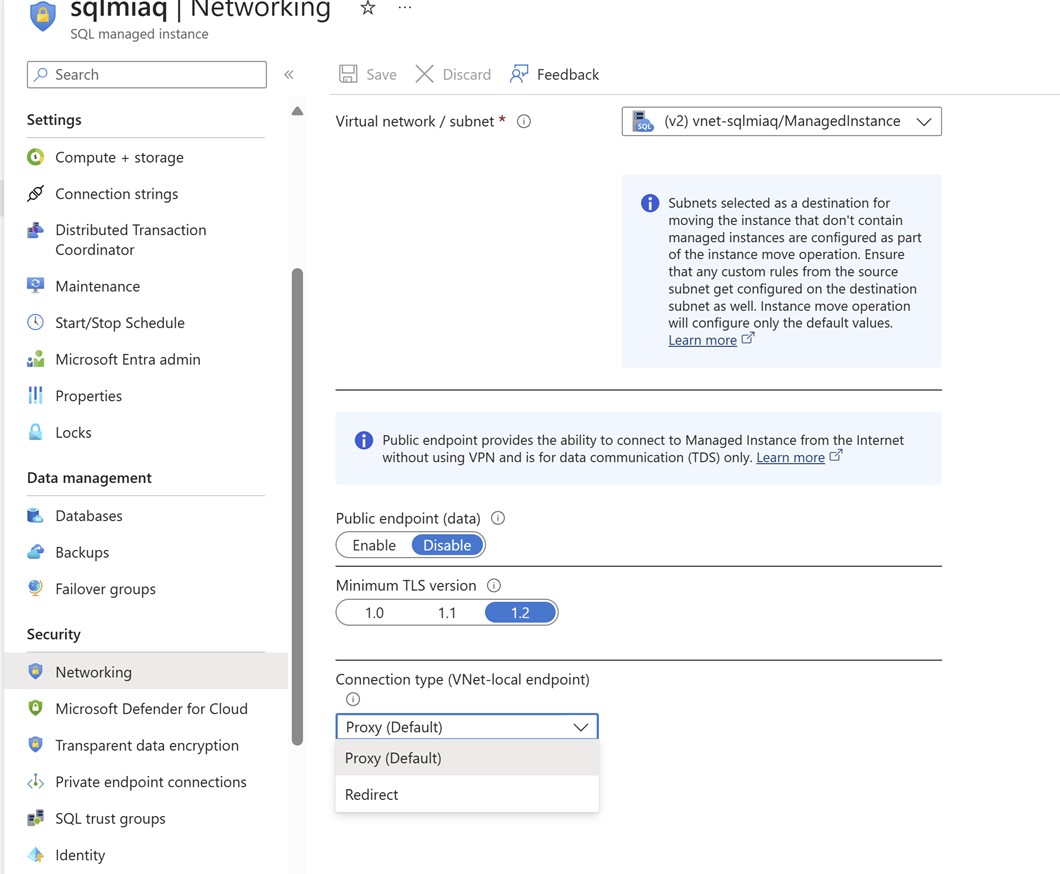 sqlmiaq | Networking
SQL managed instance
Search
Save
Discard
Feedback
Settings
Compute + storage
Connection strings
Distributed Transaction
Coordinator
Maintenance
Start/Stop Schedule
Microsoft Entra admin
Properties
Locks
Data management
Databases
Backups
Failover groups
Security
Networking
Microsoft Defender for Cloud
Transparent data encryption
Private endpoint connections
SQL trust groups
Identity
Virtual network / subnet *
SQL
(v2) vnet-sqlmiaq/ManagedInstance
Subnets selected as a destination for
moving the instance that don't contain
managed instances are configured as part
of the instance move operation. Ensure
that any custom rules from the source
subnet get configured on the destination
subnet as well. Instance move operation
will configure only the default values.
Learn more
Public endpoint provides the ability to connect to Managed Instance from the Internet
without using VPN and is for data communication (TDS) only. Learn more
Public endpoint (data)
Enable Disable
Minimum TLS version
1.0 1.1 1.2
Connection type (VNet-local endpoint)
Proxy (Default)
Proxy (Default)
Redirect